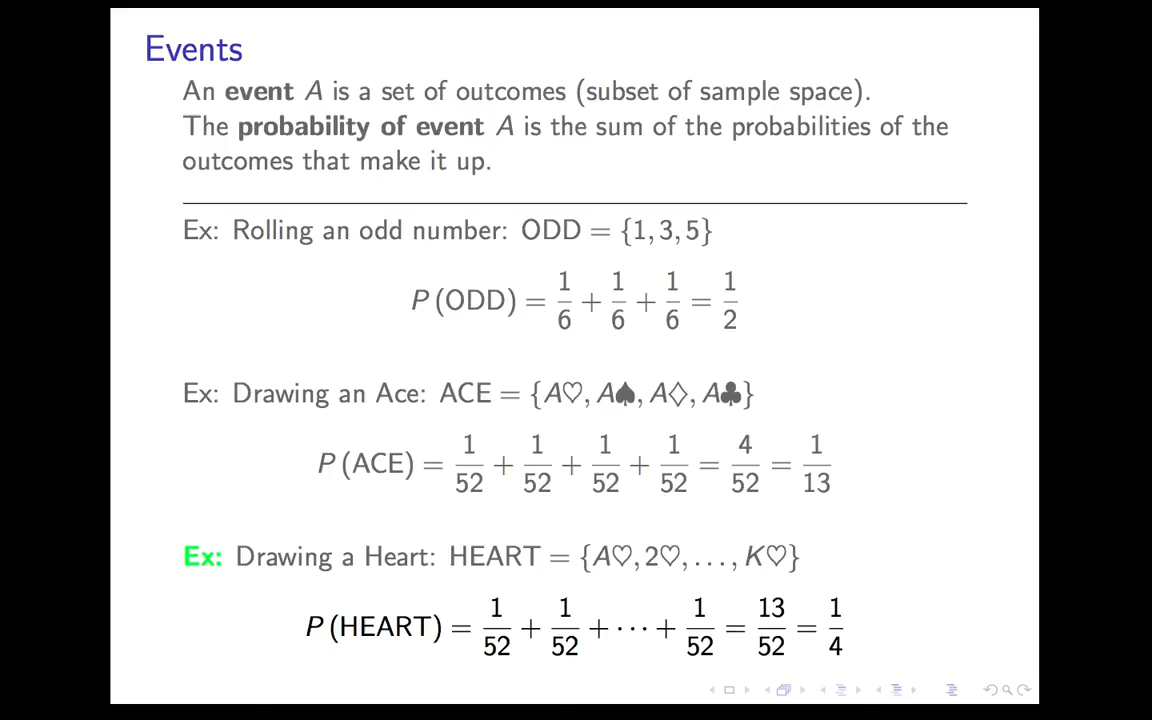 Events
An event A is a set of outcomes (subset of sample space).
The probability of event A is the sum of the probabilities of the
outcomes that make it up.
Ex: Rolling an odd number: ODD = {1, 3, 5}
P (ODD) = 1/6 + 1/6 + 1/6 = 1/2
Ex: Drawing an Ace: ACE = {A♡, A♠, A♢, A♣}
P (ACE) = 1/52 + 1/52 + 1/52 + 1/52 = 4/52 = 1/13
Ex: Drawing a Heart: HEART = {A♡, 2♡, . . . , K♡}
P (HEART) = 1/52 + 1/52 + ⋯ + 1/52 = 13/52 = 1/4